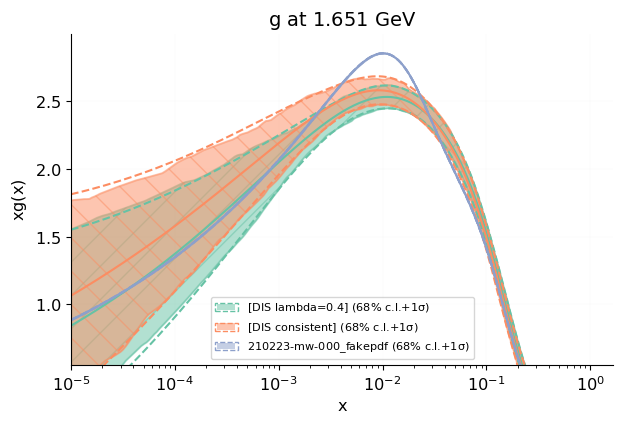 g at 1.651 GeV
xg(x)
2.5
2.0
1.5
1.0
[DIS lambda=0.4] (68% c.l.+1σ)
[DIS consistent] (68% c.l.+1σ)
210223-mw-000_fakepdf (68% c.l.+1σ)
10⁻⁵ 10⁻⁴ 10⁻³ 10⁻² 10⁻¹ 10⁰
x